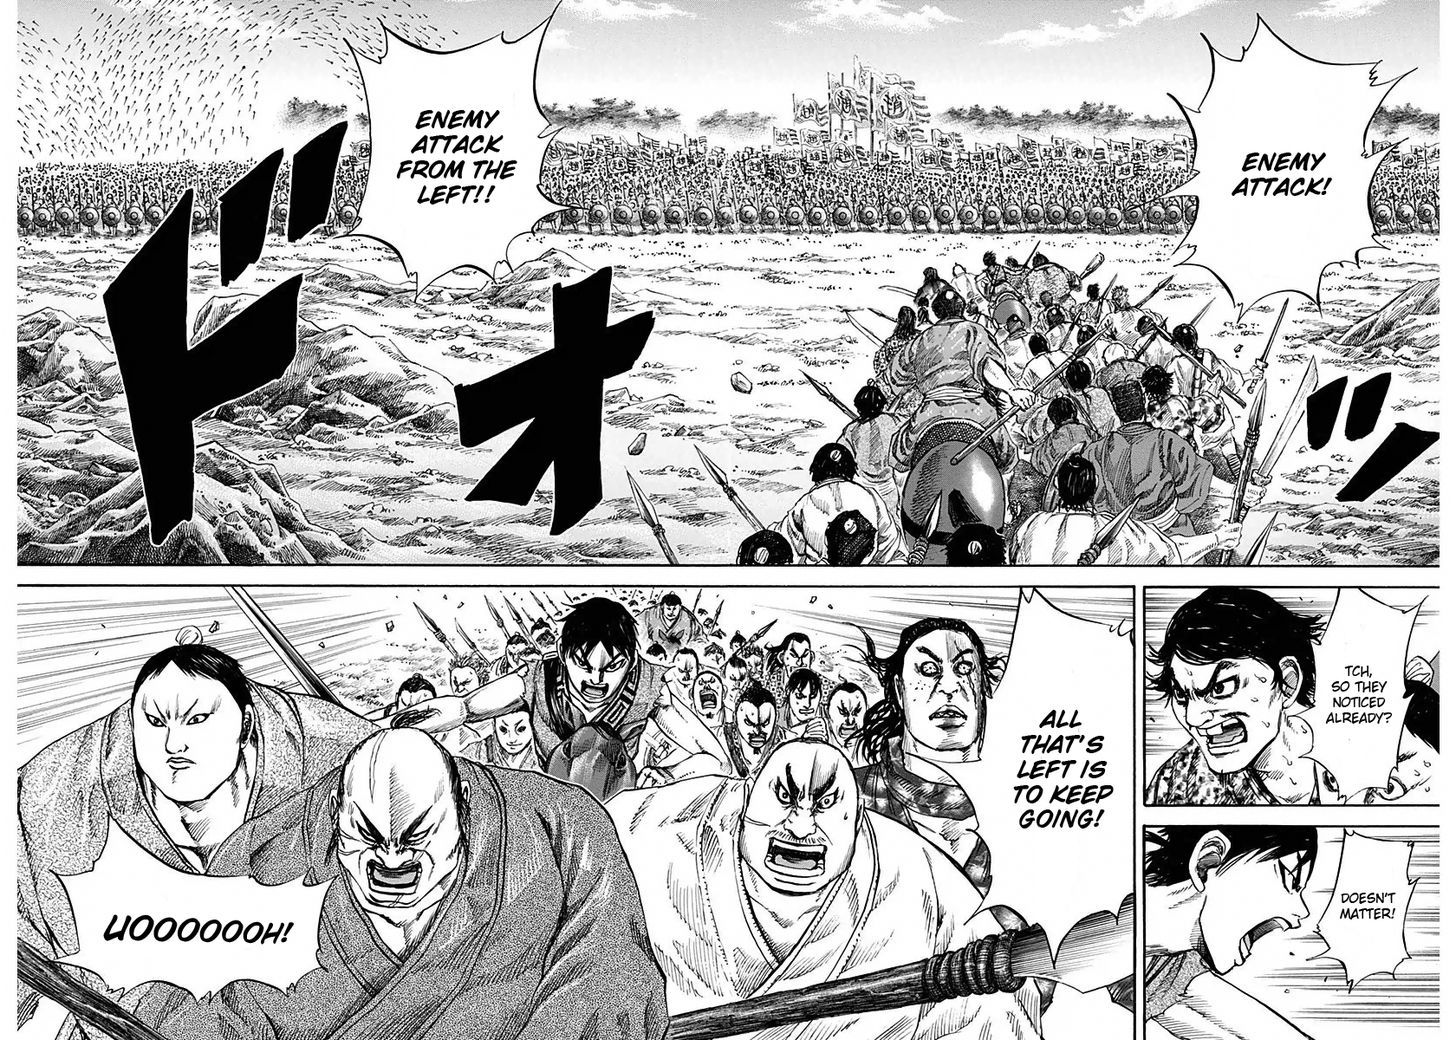 ENEMY
ATTACK!
ENEMY
ATTACK
FROM THE
LEFT!!
ドドオッ
TCH,
SO THEY
NOTICED
ALREADY?
DOESN'T
MATTER!
ALL
THAT'S
LEFT IS
TO KEEP
GOING!
UOOOOOOH!